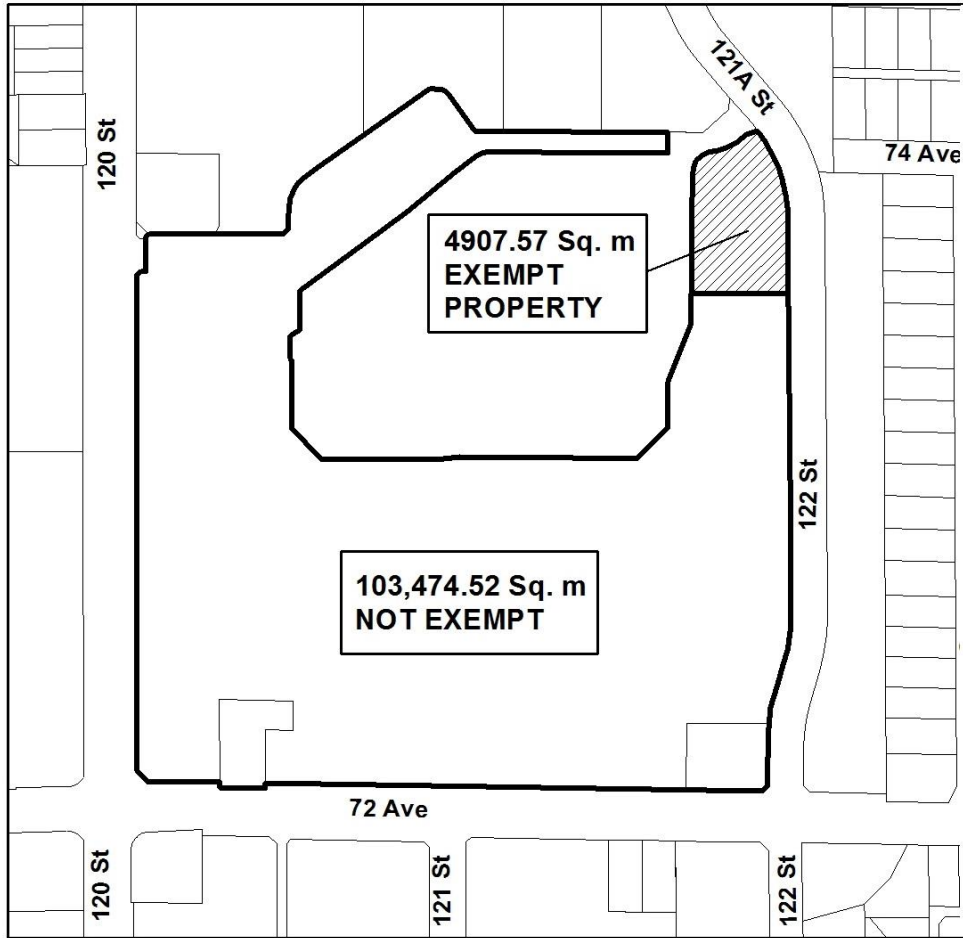 121A St
120 St
74 Ave
4907.57 Sq. m
EXEMPT
PROPERTY
122 St
103,474.52 Sq. m
NOT EXEMPT
72 Ave
120 St
121 St
122 St